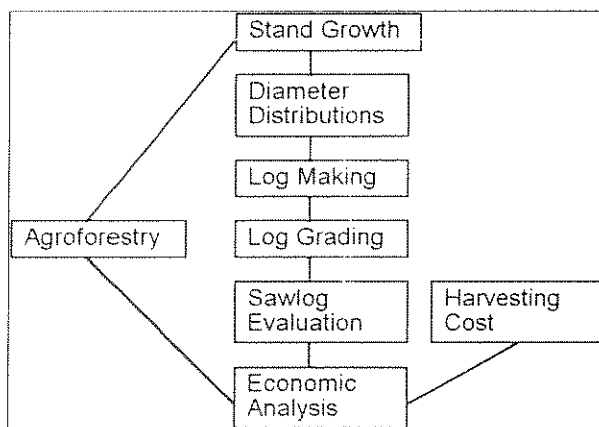 Stand Growth
Diameter
Distributions
Log Making
Agroforestry
Log Grading
Sawlog
Evaluation
Harvesting
Cost
Economic
Analysis